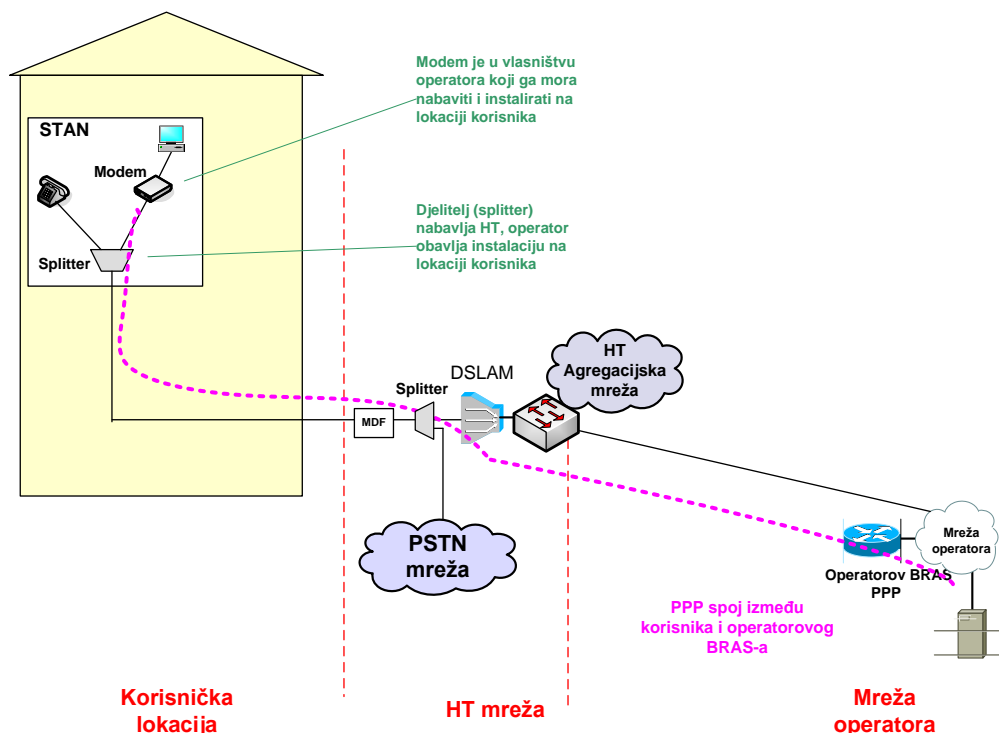 Modem je u vlasništvu
operatora koji ga mora
nabaviti i instalirati na
lokaciji korisnika
STAN
Modem
Djelitelj (splitter)
nabavlja HT, operator
obavlja instalaciju na
lokaciji korisnika
Splitter
HT
Agregacijska
mreža
DSLAM
Splitter
MDF
PSTN
mreža
Mreža
operatora
Operatorov BRAS
PPP
PPP spoj između
korisnika i operatorovog
BRAS-a
Korisnička
lokacija
HT mreža
Mreža
operatora